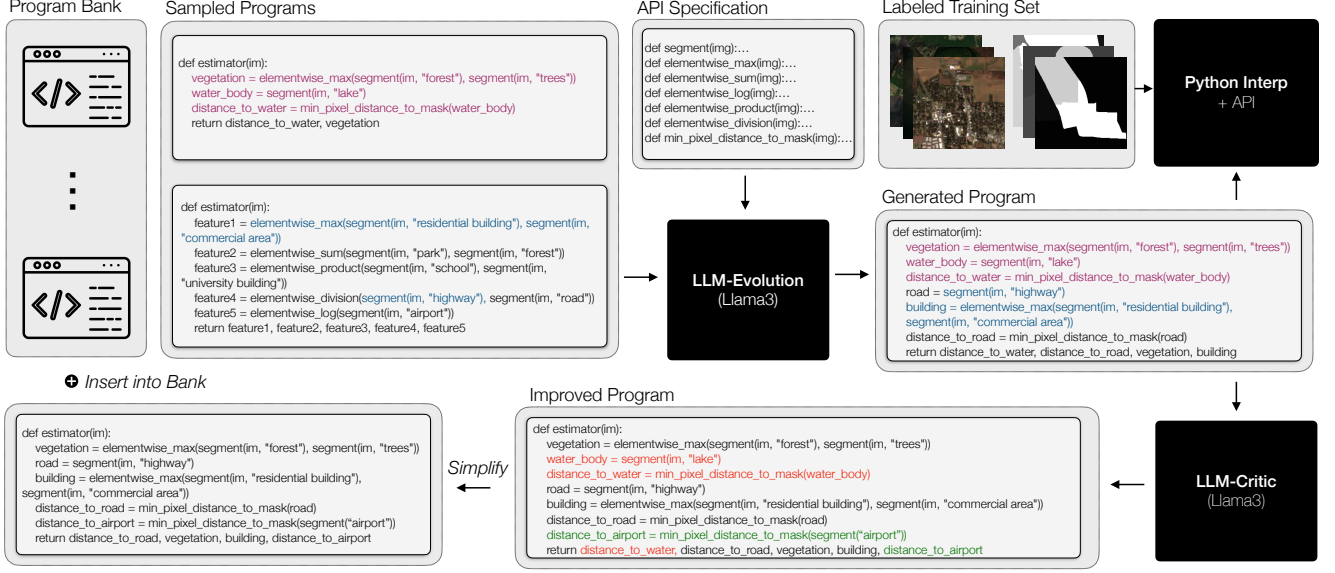 Program Bank
Sampled Programs
def estimator(im):
vegetation = elementwise_max(segment(im, "forest"), segment(im, "trees"))
water_body = segment(im, "lake")
distance_to_water = min_pixel_distance_to_mask(water_body)
return distance_to_water, vegetation
def estimator(im):
feature1 = elementwise_max(segment(im, "residential building"), segment(im,
"commercial area"))
feature2 = elementwise_sum(segment(im, "park"), segment(im, "forest"))
feature3 = elementwise_product(segment(im, "school"), segment(im,
"university building"))
feature4 = elementwise_division(segment(im, "highway"), segment(im, "road"))
feature5 = elementwise_log(segment(im, "airport"))
return feature1, feature2, feature3, feature4, feature5
API Specification
def segment(img):...
def elementwise_max(img):...
def elementwise_sum(img):...
def elementwise_log(img):...
def elementwise_product(img):...
def elementwise_division(img):...
def min_pixel_distance_to_mask(img):...
Labeled Training Set
Python Interp
+ API
LLM-Evolution
(Llama3)
Generated Program
def estimator(im):
vegetation = elementwise_max(segment(im, "forest"), segment(im, "trees"))
water_body = segment(im, "lake")
distance_to_water = min_pixel_distance_to_mask(water_body)
road = segment(im, "highway")
building = elementwise_max(segment(im, "residential building"),
segment(im, "commercial area"))
distance_to_road = min_pixel_distance_to_mask(road)
return distance_to_water, distance_to_road, vegetation, building
LLM-Critic
(Llama3)
Improved Program
def estimator(im):
vegetation = elementwise_max(segment(im, "forest"), segment(im, "trees"))
water_body = segment(im, "lake")
distance_to_water = min_pixel_distance_to_mask(water_body)
road = segment(im, "highway")
building = elementwise_max(segment(im, "residential building"), segment(im, "commercial area"))
distance_to_road = min_pixel_distance_to_mask(road)
distance_to_airport = min_pixel_distance_to_mask(segment(“airport”))
return distance_to_water, distance_to_road, vegetation, building, distance_to_airport
Simplify
Insert into Bank
def estimator(im):
vegetation = elementwise_max(segment(im, "forest"), segment(im, "trees"))
road = segment(im, "highway")
building = elementwise_max(segment(im, "residential building"),
segment(im, "commercial area"))
distance_to_road = min_pixel_distance_to_mask(road)
distance_to_airport = min_pixel_distance_to_mask(segment(“airport”))
return distance_to_road, vegetation, building, distance_to_airport